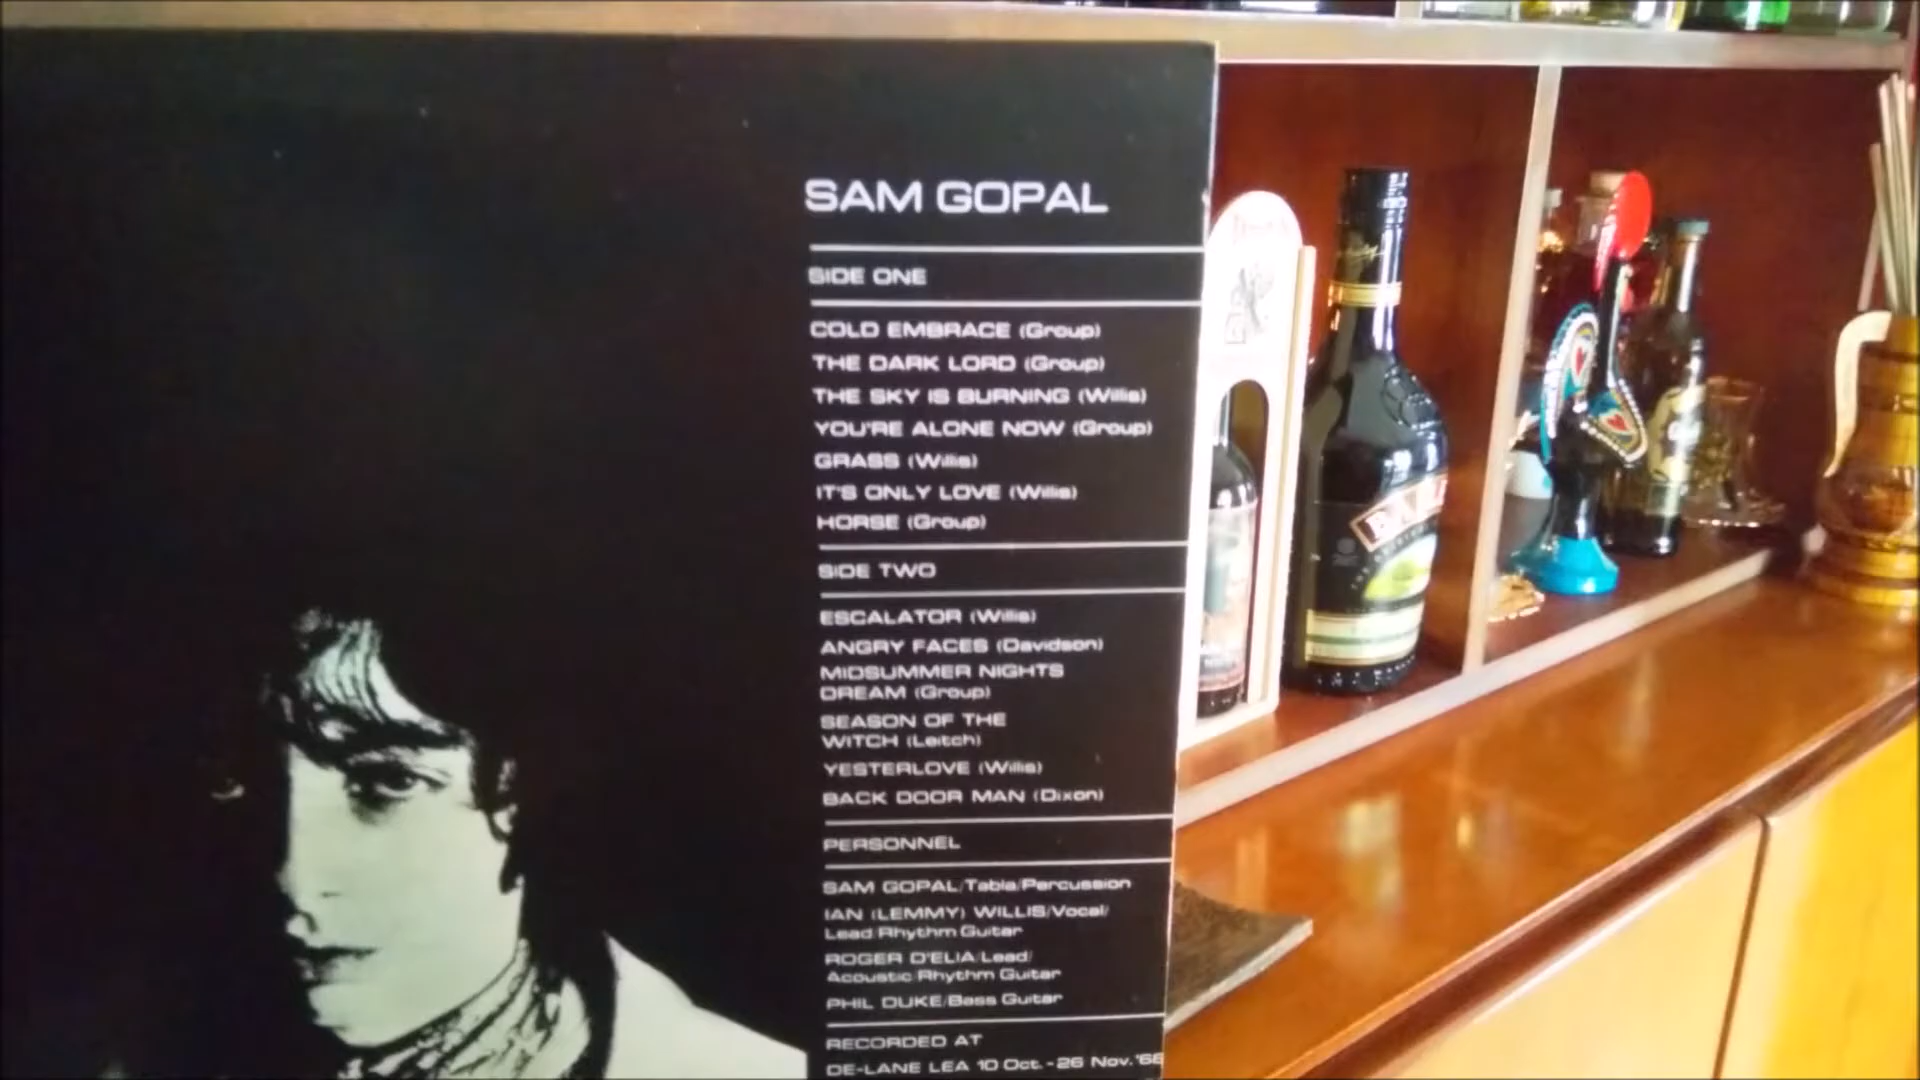 SAM GOPAL
SIDE ONE
COLD EMBRACE (Group)
THE DARK LORD (Group)
THE SKY IS BURNING (Willis)
YOU'RE ALONE NOW (Group)
GRASS (Willis)
IT'S ONLY LOVE (Willis)
HORSE (Group)
SIDE TWO
ESCALATOR (Willis)
ANGRY FACES (Davidson)
MIDSUMMER NIGHTS
DREAM (Group)
SEASON OF THE
WITCH (Leitch)
YESTERLOVE (Willis)
BACK DOOR MAN (Dixon)
PERSONNEL
SAM GOPAL/Tabla/Percussion
IAN (LEMMY) WILLIS/Vocal/
Lead Rhythm Guitar
ROGER D'ELIA/Lead/
Acoustic Rhythm Guitar
PHIL DUKE/Bass Guitar
RECORDED AT
DE-LANE LEA 10 Oct. - 26 Nov. '68